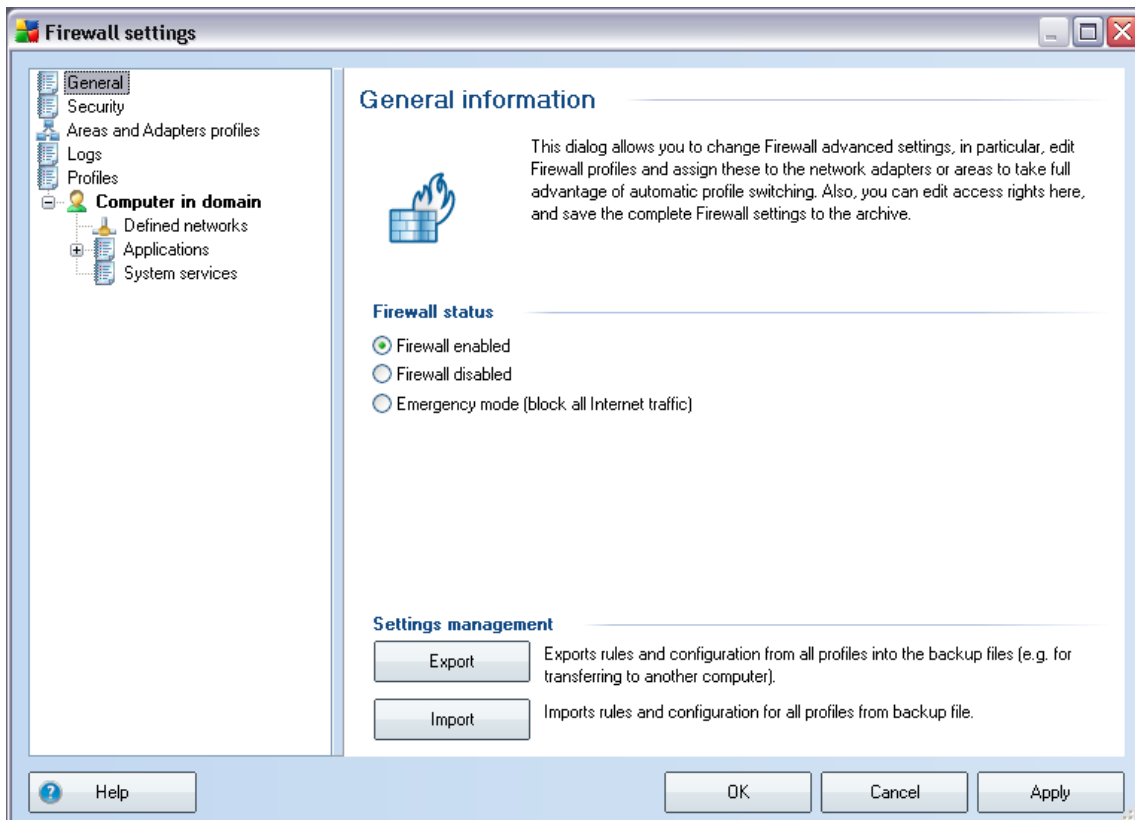 Firewall settings
General
Security
Areas and Adapters profiles
Logs
Profiles
Computer in domain
Defined networks
Applications
System services
General information
This dialog allows you to change Firewall advanced settings, in particular, edit
Firewall profiles and assign these to the network adapters or areas to take full
advantage of automatic profile switching. Also, you can edit access rights here,
and save the complete Firewall settings to the archive.
Firewall status
Firewall enabled
Firewall disabled
Emergency mode (block all Internet traffic)
Settings management
Export
Exports rules and configuration from all profiles into the backup files (e.g. for
transferring to another computer).
Import
Imports rules and configuration for all profiles from backup file.
Help
OK
Cancel
Apply